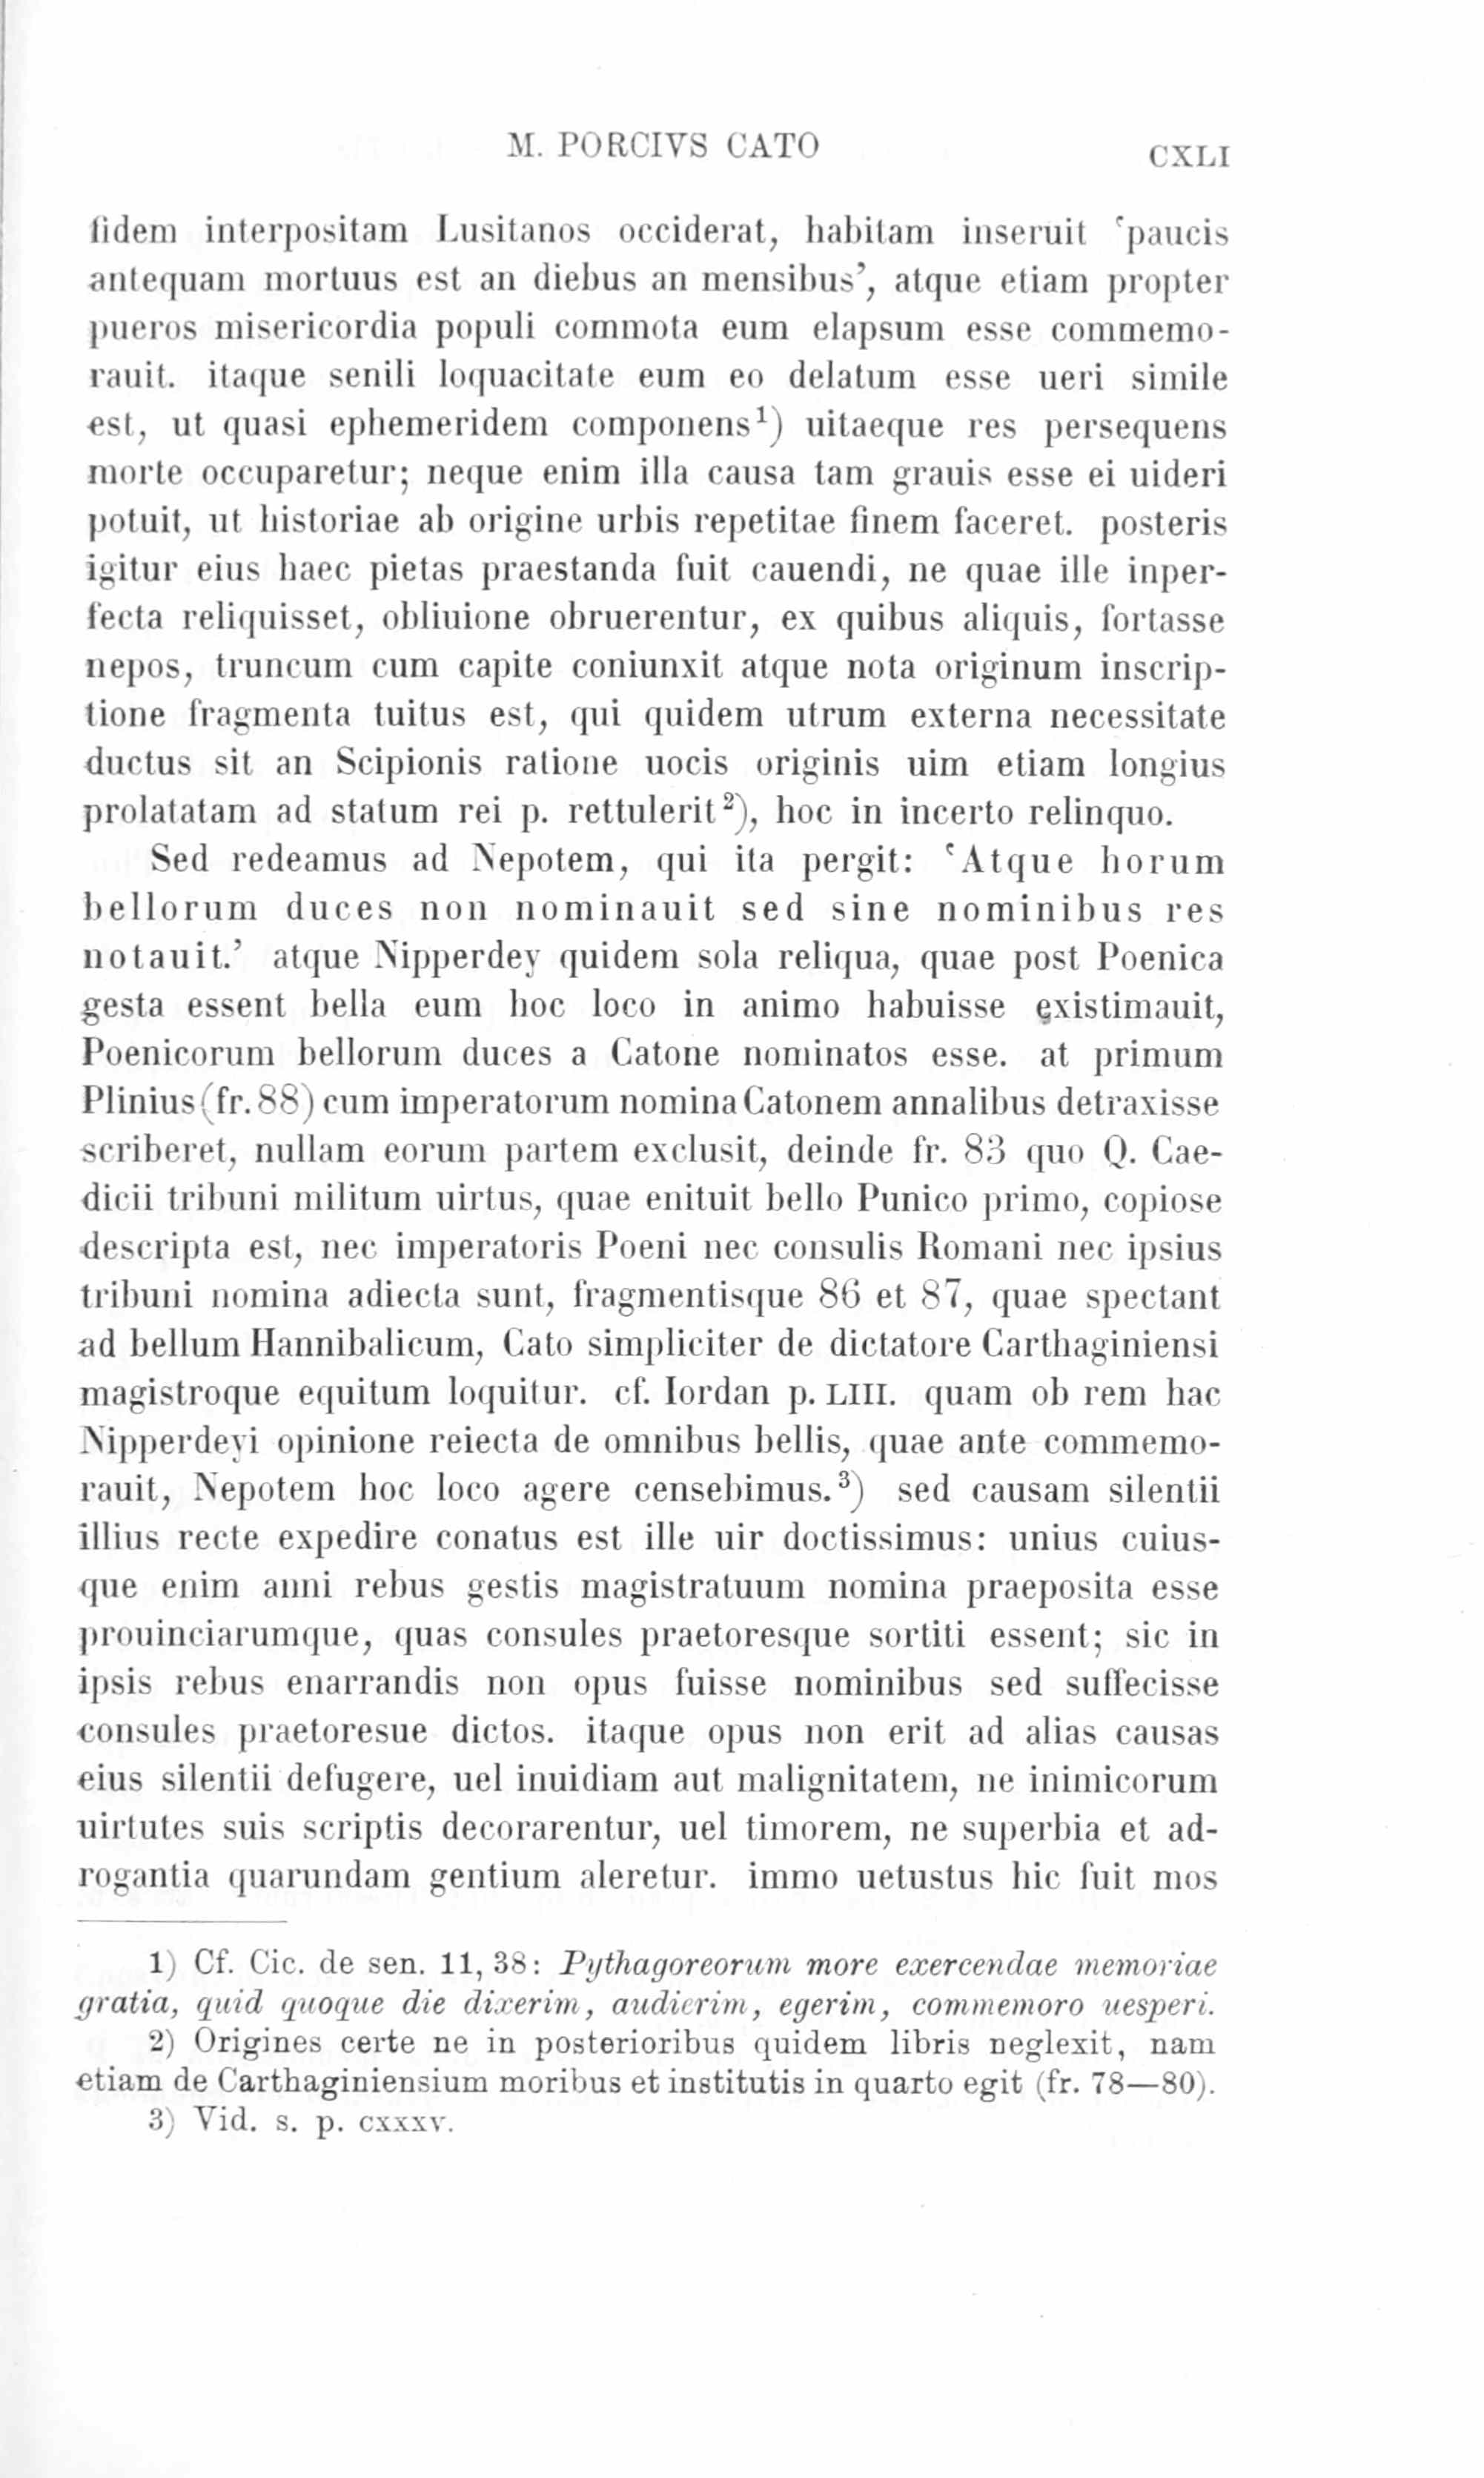 M. PORCIVS CATO CXLI
fidem interpositam Lusitanos occiderat, habitam inseruit ‘paucis
antequam mortuus est an diebus an mensibus’, atque etiam propter
pueros misericordia populi commota eum elapsum esse commemo-
rauit. itaque senili loquacitate eum eo delatum esse ueri simile
est, ut quasi ephemeridem componens¹) uitaeque res persequens
morte occuparetur; neque enim illa causa tam grauis esse ei uideri
potuit, ut historiae ab origine urbis repetitae finem faceret. posteris
igitur eius haec pietas praestanda fuit cauendi, ne quae ille inper-
fecta reliquisset, obliuione obruerentur, ex quibus aliquis, fortasse
nepos, truncum cum capite coniunxit atque nota originum inscrip-
tione fragmenta tuitus est, qui quidem utrum externa necessitate
ductus sit an Scipionis ratione uocis originis uim etiam longius
prolatatam ad statum rei p. rettulerit²), hoc in incerto relinquo.
Sed redeamus ad Nepotem, qui ita pergit: ‘Atque horum
bellorum duces non nominauit sed sine nominibus res
notauit.’ atque Nipperdey quidem sola reliqua, quae post Poenica
gesta essent bella eum hoc loco in animo habuisse existimauit,
Poenicorum bellorum duces a Catone nominatos esse. at primum
Plinius (fr. 88) cum imperatorum nomina Catonem annalibus detraxisse
scriberet, nullam eorum partem exclusit, deinde fr. 83 quo Q. Cae-
dicii tribuni militum uirtus, quae enituit bello Punico primo, copiose
descripta est, nec imperatoris Poeni nec consulis Romani nec ipsius
tribuni nomina adiecta sunt, fragmentisque 86 et 87, quae spectant
ad bellum Hannibalicum, Cato simpliciter de dictatore Carthaginiensi
magistroque equitum loquitur. cf. Iordan p. LIII. quam ob rem hac
Nipperdeyi opinione reiecta de omnibus bellis, quae ante commemo-
rauit, Nepotem hoc loco agere censebimus.³) sed causam silentii
illius recte expedire conatus est ille uir doctissimus: unius cuius-
que enim anni rebus gestis magistratuum nomina praeposita esse
prouinciarumque, quas consules praetoresque sortiti essent; sic in
ipsis rebus enarrandis non opus fuisse nominibus sed suffecisse
consules praetoresue dictos. itaque opus non erit ad alias causas
eius silentii defugere, uel inuidiam aut malignitatem, ne inimicorum
uirtutes suis scriptis decorarentur, uel timorem, ne superbia et ad-
rogantia quarundam gentium aleretur. immo uetustus hic fuit mos
1) Cf. Cic. de sen. 11, 38: Pythagoreorum more exercendae memoriae
gratia, quid quoque die dixerim, audierim, egerim, commemoro uesperi.
2) Origines certe ne in posterioribus quidem libris neglexit, nam
etiam de Carthaginiensium moribus et institutis in quarto egit (fr. 78—80).
3) Vid. s. p. CXXXV.